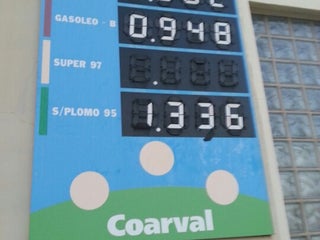 GASOLEO - B 0.948
SUPER 97
S/PLOMO 95 1.336
Coarval